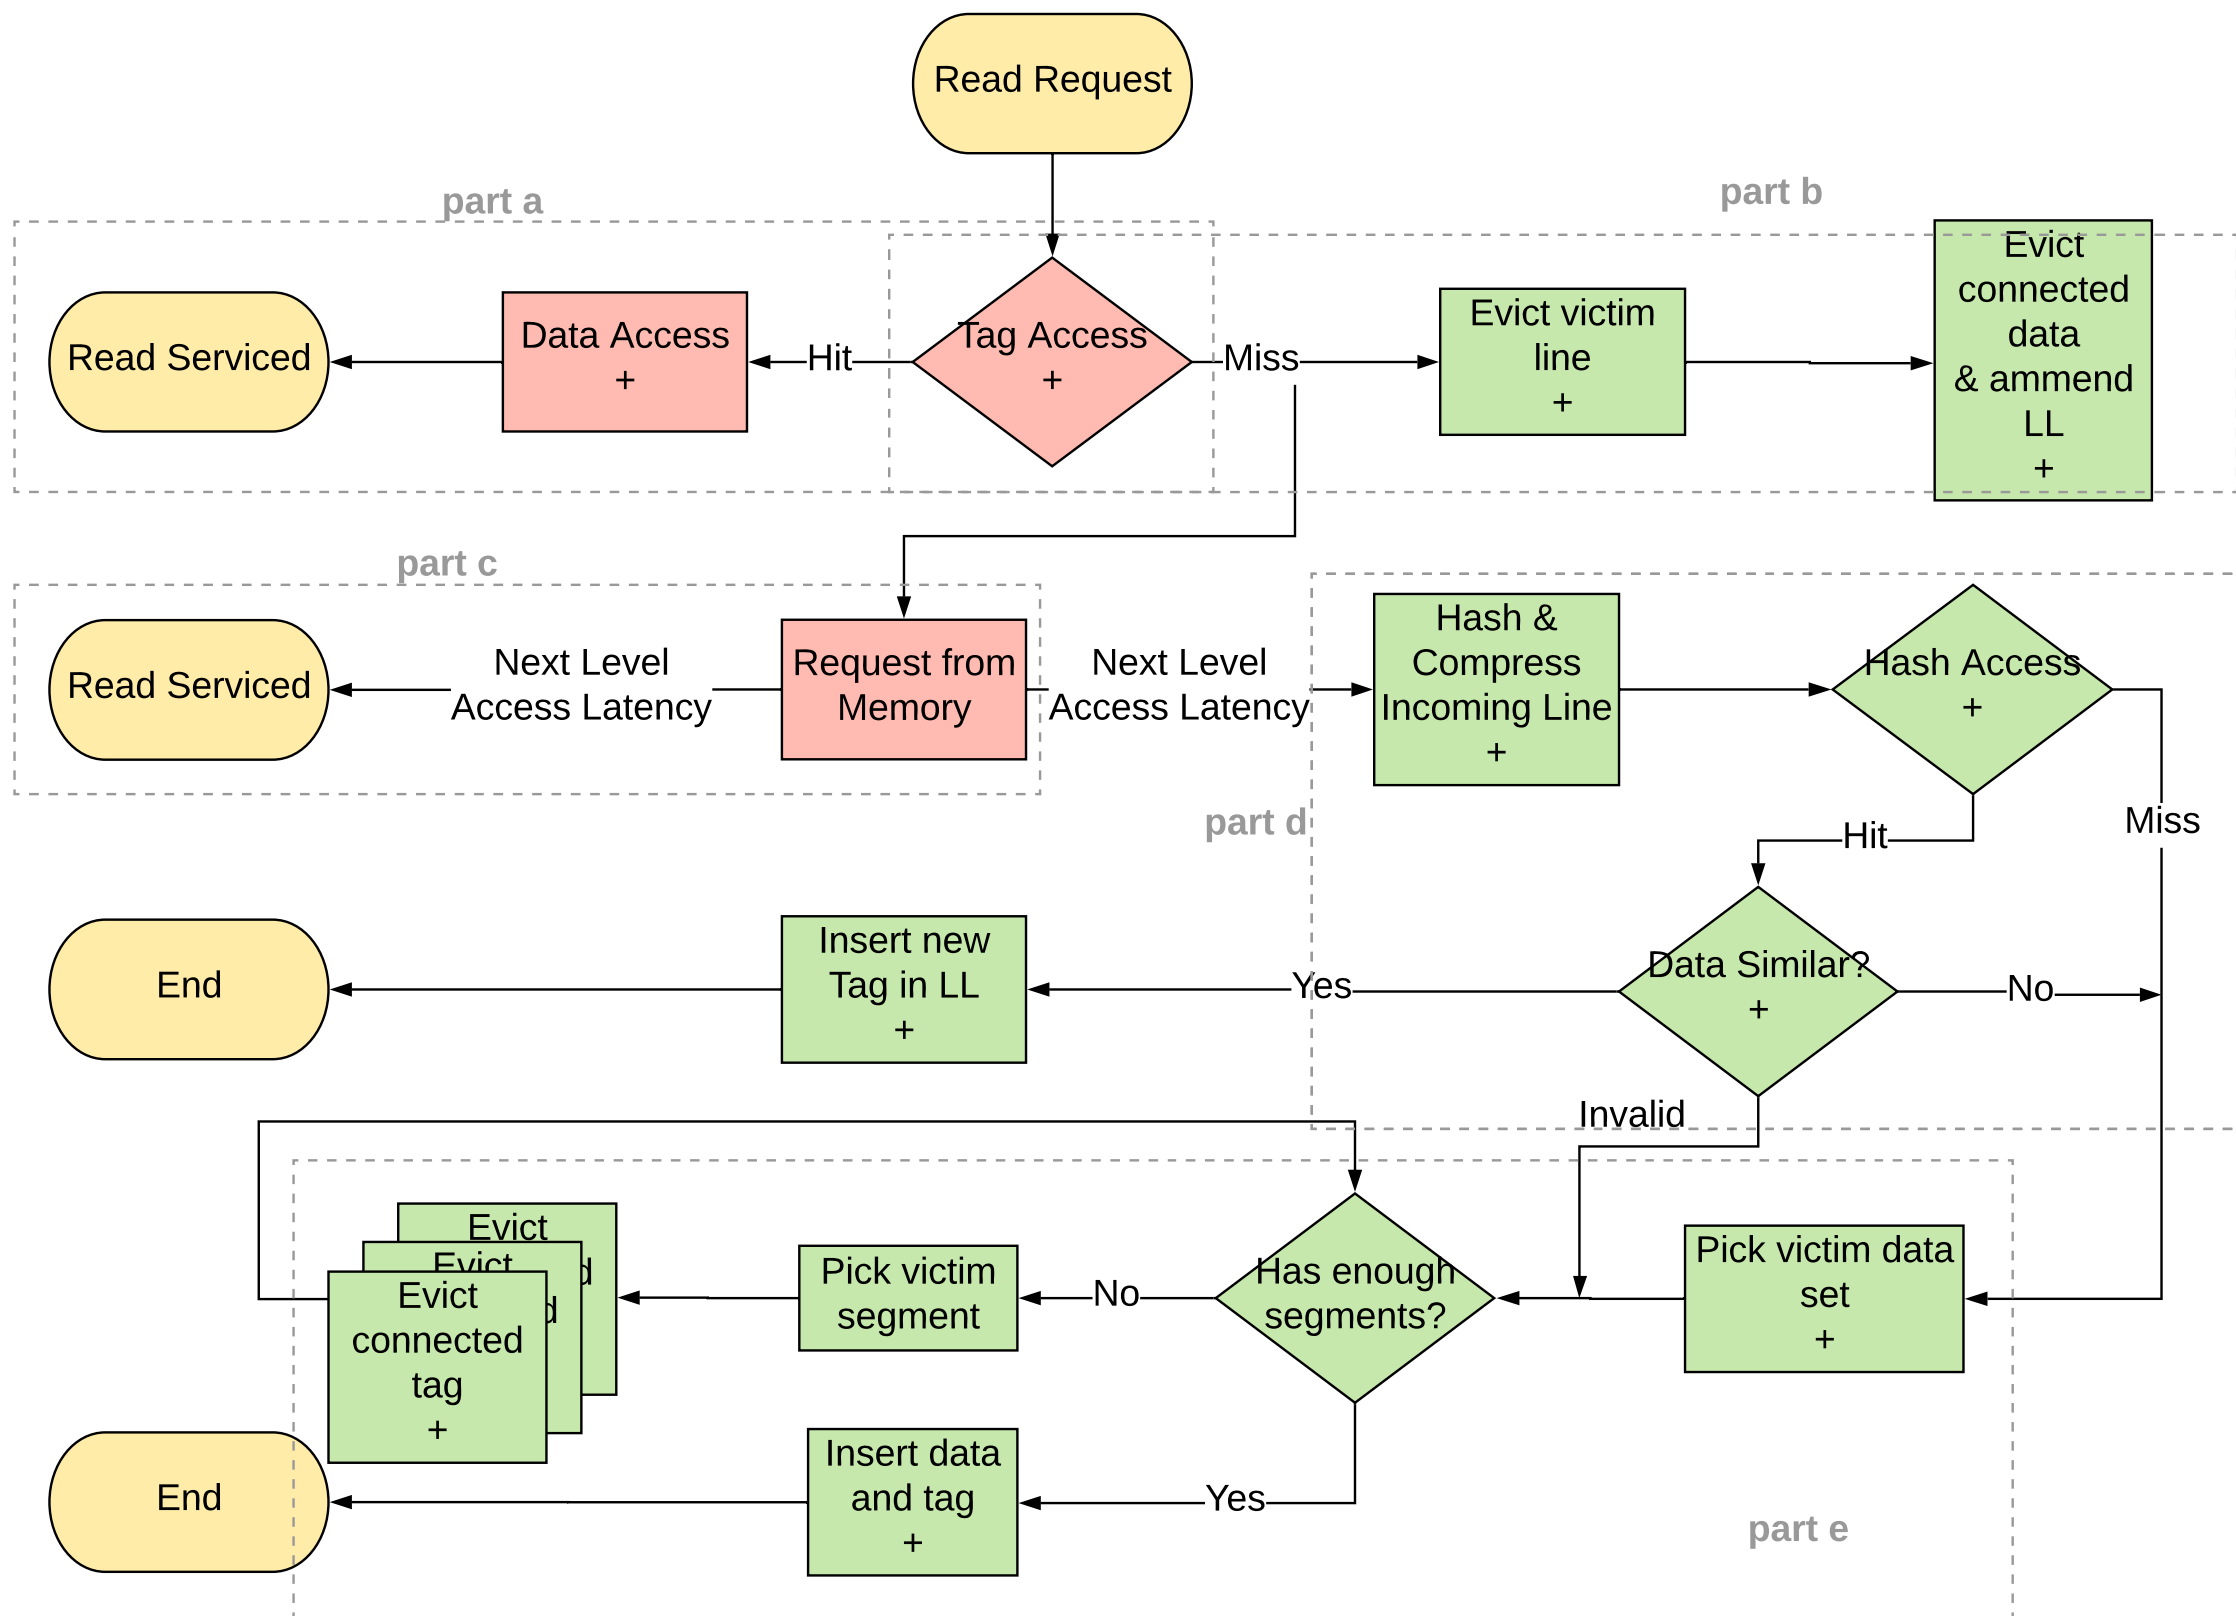 Read Request
part a
part b
Read Serviced
Data Access
+
Hit
Tag Access
+
Miss
Evict victim
line
+
Evict
connected
data
& ammend
LL
+
part c
Read Serviced
Next Level
Access Latency
Request from
Memory
Next Level
Access Latency
Hash &
Compress
Incoming Line
+
Hash Access
+
part d
Hit
Miss
End
Insert new
Tag in LL
+
Yes
Data Similar?
+
No
Invalid
Evict
d
Evict
d
Evict
connected
tag
+
Pick victim
segment
No
Has enough
segments?
Pick victim data
set
+
End
Insert data
and tag
+
Yes
part e